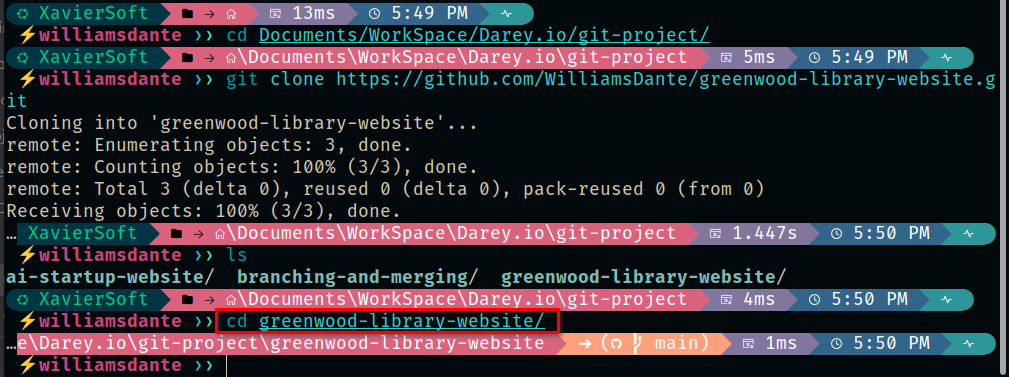 XavierSoft → 13ms 5:49 PM
⚡williamsdante ❯❯ cd Documents/WorkSpace/Darey.io/git-project/
XavierSoft → \Documents\WorkSpace\Darey.io\git-project 5ms 5:49 PM
⚡williamsdante ❯❯ git clone https://github.com/WilliamsDante/greenwood-library-website.g
it
Cloning into 'greenwood-library-website'...
remote: Enumerating objects: 3, done.
remote: Counting objects: 100% (3/3), done.
remote: Total 3 (delta 0), reused 0 (delta 0), pack-reused 0 (from 0)
Receiving objects: 100% (3/3), done.
… XavierSoft → \Documents\WorkSpace\Darey.io\git-project 1.447s 5:50 PM
⚡williamsdante ❯❯ ls
ai-startup-website/ branching-and-merging/ greenwood-library-website/
XavierSoft → \Documents\WorkSpace\Darey.io\git-project 4ms 5:50 PM
⚡williamsdante ❯❯ cd greenwood-library-website/
…e\Darey.io\git-project\greenwood-library-website → ( main) 1ms 5:50 PM
⚡williamsdante ❯❯